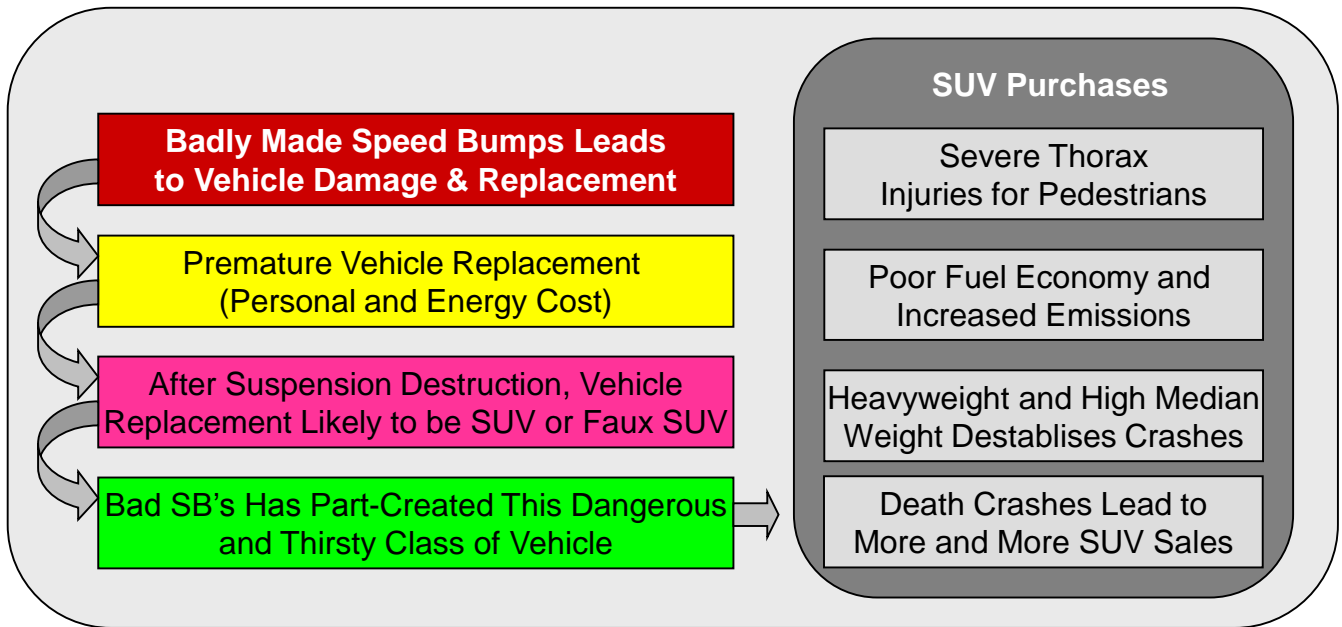 Badly Made Speed Bumps Leads
to Vehicle Damage & Replacement
Premature Vehicle Replacement
(Personal and Energy Cost)
After Suspension Destruction, Vehicle
Replacement Likely to be SUV or Faux SUV
Bad SB's Has Part-Created This Dangerous
and Thirsty Class of Vehicle
SUV Purchases
Severe Thorax
Injuries for Pedestrians
Poor Fuel Economy and
Increased Emissions
Heavyweight and High Median
Weight Destablises Crashes
Death Crashes Lead to
More and More SUV Sales